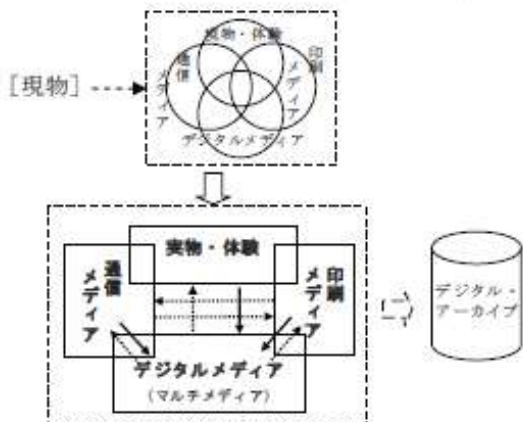 実物・体験
通信
メディア
印刷
メディア
デジタルメディア
[現物]
実物・体験
通信
メディア
印刷
メディア
デジタルメディア
(マルチメディア)
デジタル・
アーカイブ